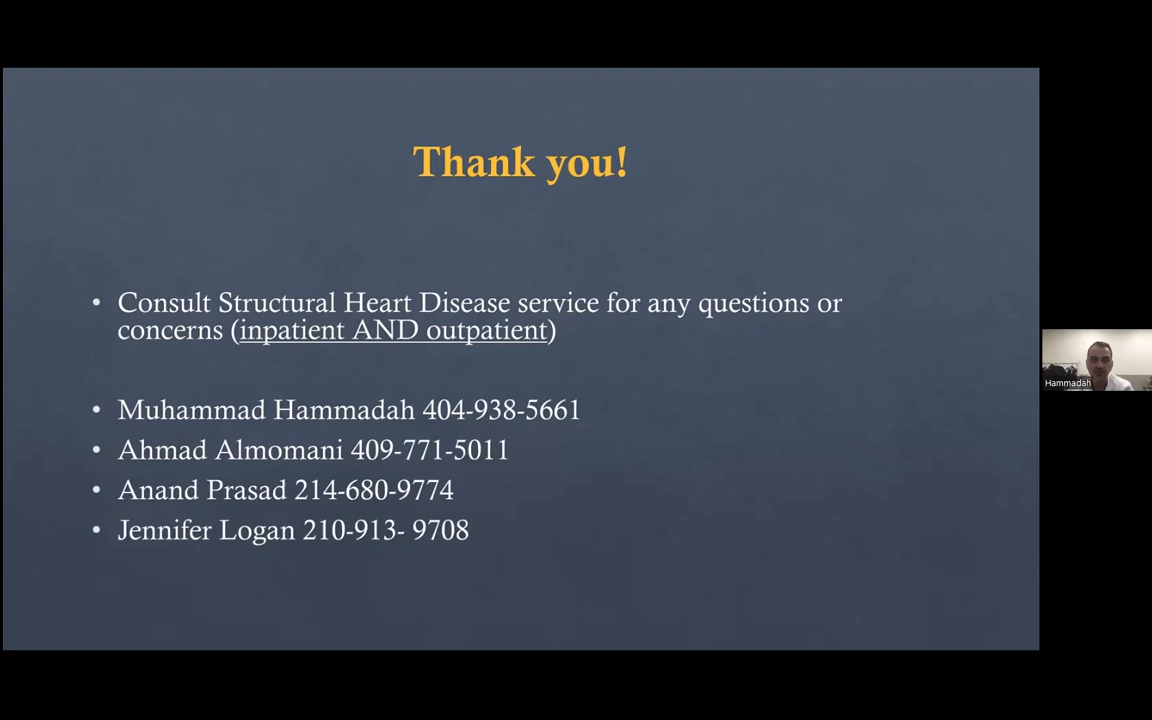 Thank you!
• Consult Structural Heart Disease service for any questions or
concerns (inpatient AND outpatient)
• Muhammad Hammadah 404-938-5661
• Ahmad Almomani 409-771-5011
• Anand Prasad 214-680-9774
• Jennifer Logan 210-913- 9708
Hammadah